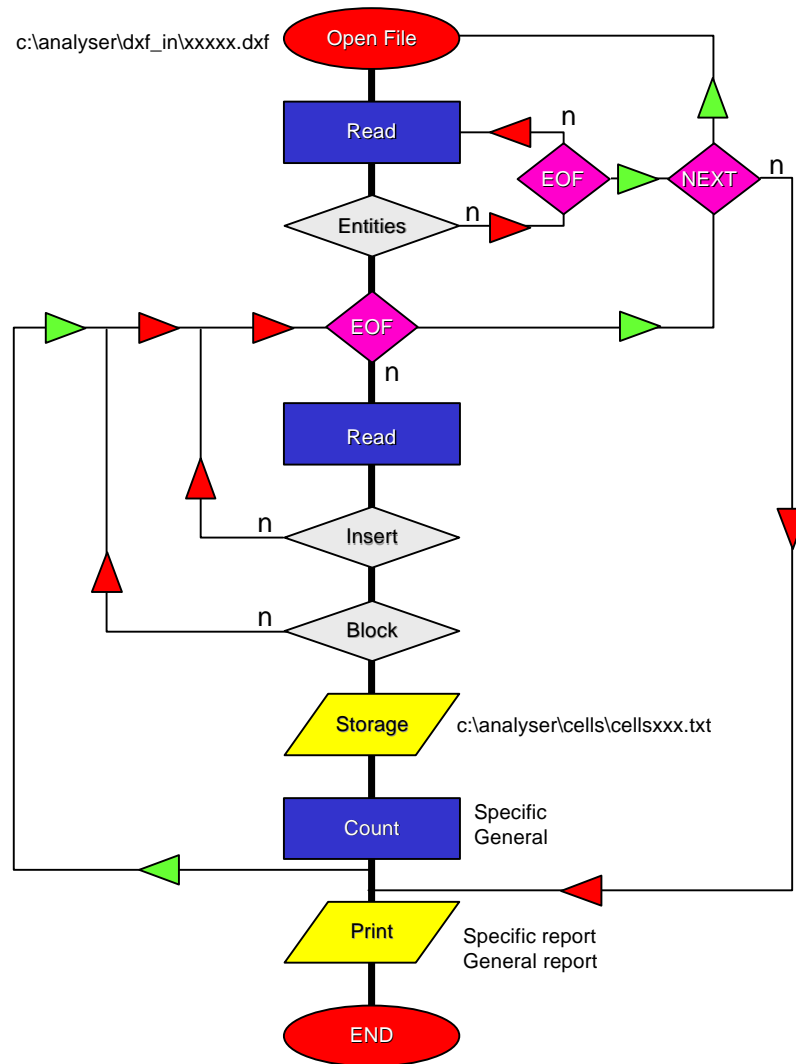 Open File
c:\analyser\dxf_in\xxxxx.dxf
Read
n
EOF
NEXT
n
Entities
n
EOF
n
Read
Insert
n
Block
n
Storage
c:\analyser\cells\cellsxxx.txt
Count
Specific
General
Print
Specific report
General report
END